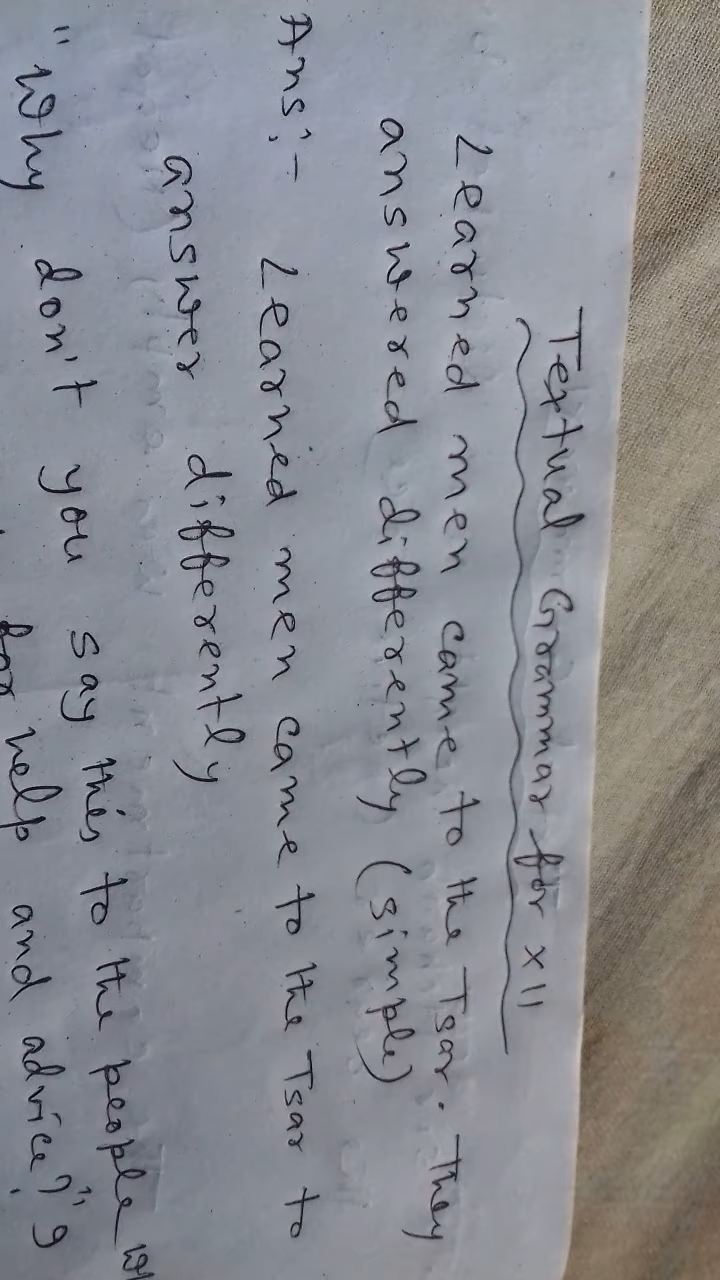 Textual Grammar for XII
Learned men came to the Tsar. They
answered differently (simple)
Ans:- Learned men came to the Tsar to
answer differently
"Why don't you say this to the people
for help and advice?"